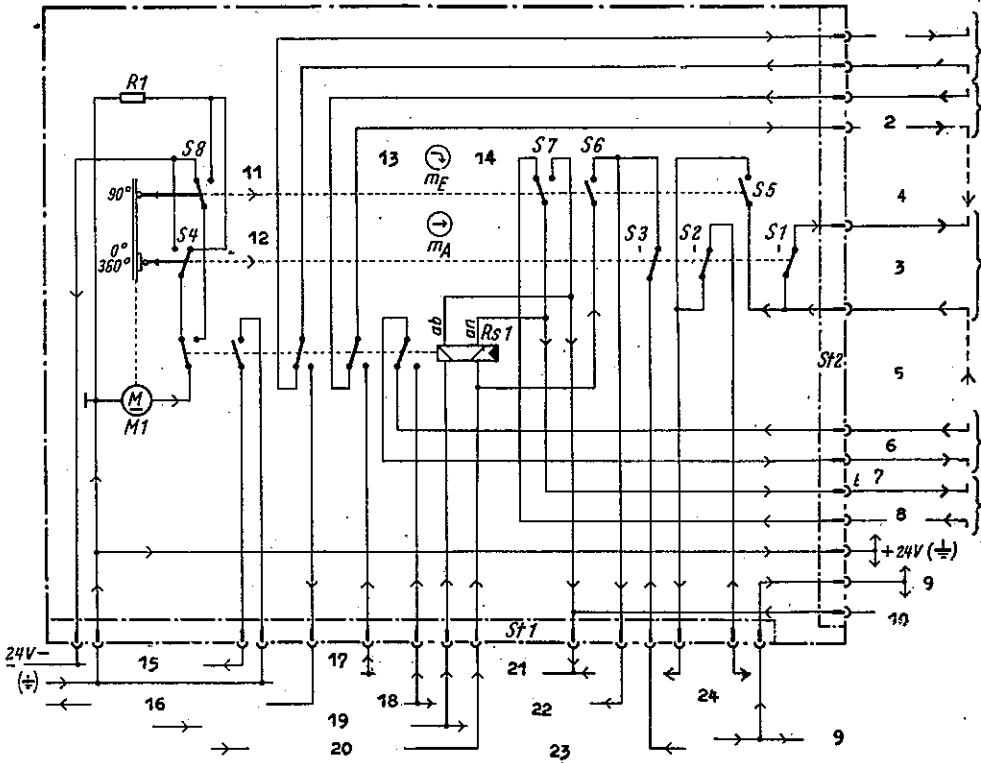 R1
2
S8
11
13
14
S7
S6
90°
mE
S5
4
S4
12
0°
360°
mA
S3
S2
S1
3
ab
an
Rs1
St2
5
M
M1
6
t 7
8
+24V (⏚)
9
10
St1
24V-
15
17
21
(⏚)
16
18
22
24
19
20
23
9